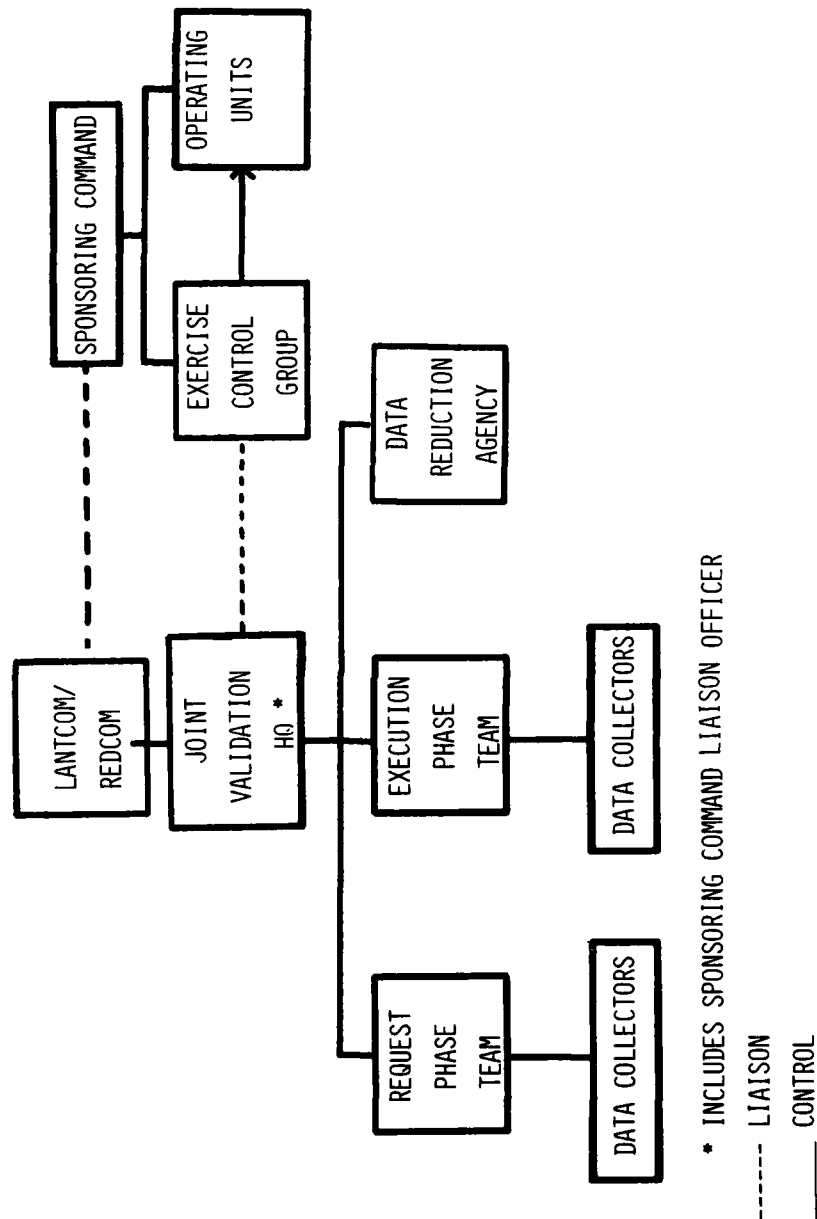 LANTCOM/
REDCOM
SPONSORING COMMAND
JOINT
VALIDATION
HQ *
EXERCISE
CONTROL
GROUP
OPERATING
UNITS
REQUEST
PHASE
TEAM
EXECUTION
PHASE
TEAM
DATA
REDUCTION
AGENCY
DATA COLLECTORS
DATA COLLECTORS
* INCLUDES SPONSORING COMMAND LIAISON OFFICER
LIAISON
CONTROL